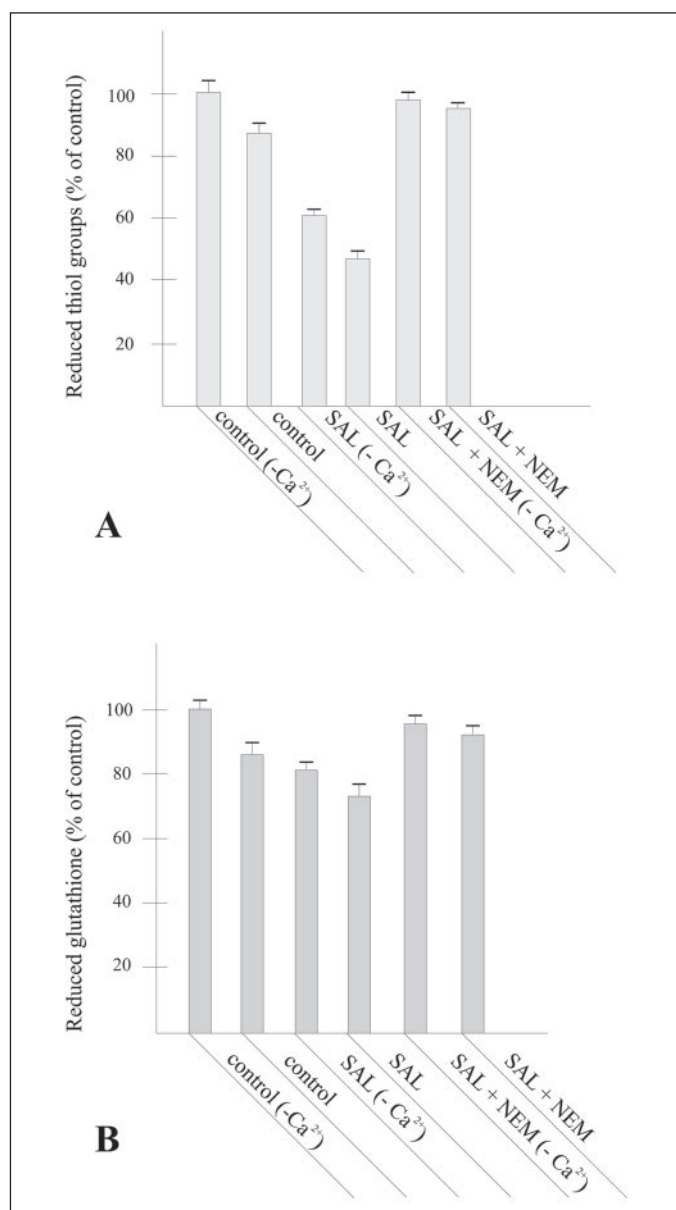 Reduced thiol groups (% of control)
100
80
60
40
20
control (-Ca²⁺)
control
SAL (- Ca²⁺)
SAL
SAL + NEM (- Ca²⁺)
SAL + NEM
A
Reduced glutathione (% of control)
100
80
60
40
20
control (-Ca²⁺)
control
SAL (- Ca²⁺)
SAL
SAL + NEM (- Ca²⁺)
SAL + NEM
B